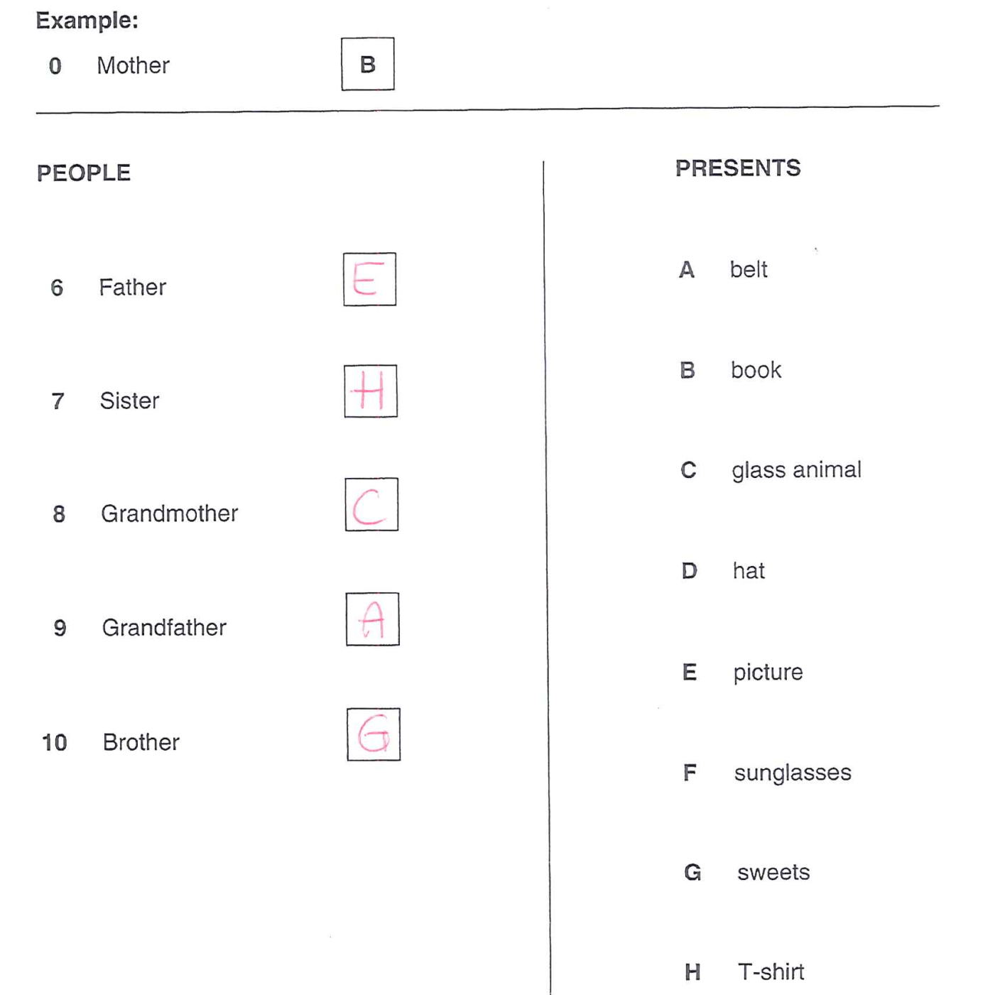 Example:
0 Mother B
PEOPLE
6 Father E
7 Sister H
8 Grandmother C
9 Grandfather A
10 Brother G
PRESENTS
A belt
B book
C glass animal
D hat
E picture
F sunglasses
G sweets
H T-shirt